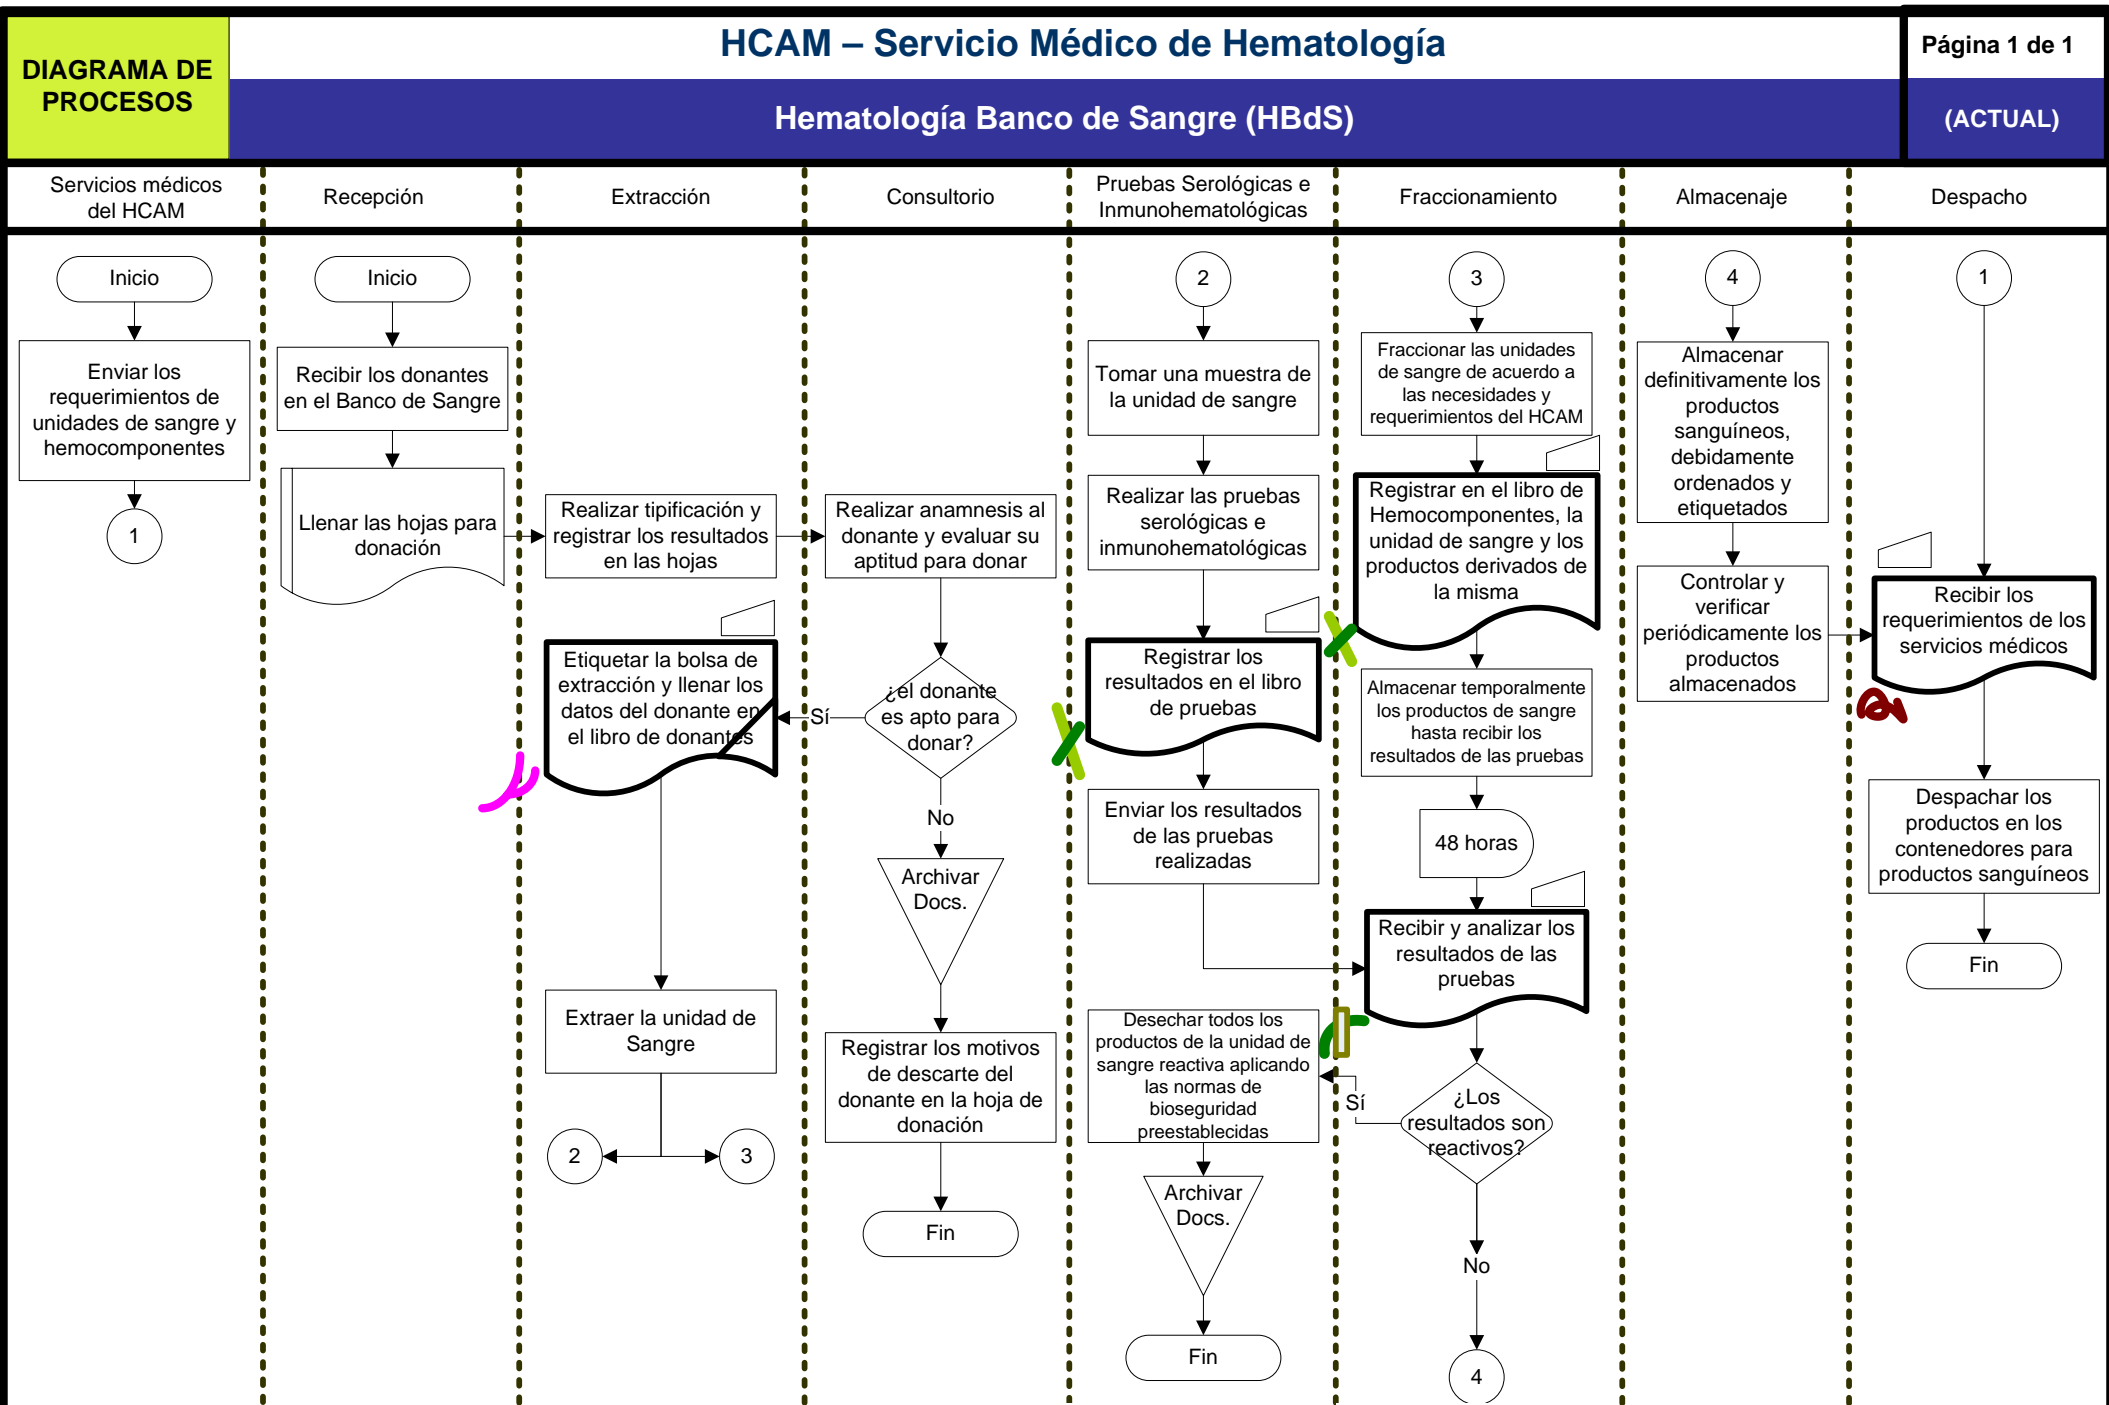 DIAGRAMA DE
PROCESOS
HCAM – Servicio Médico de Hematología
Hematología Banco de Sangre (HBdS)
Página 1 de 1
(ACTUAL)
Servicios médicos
del HCAM
Recepción
Extracción
Consultorio
Pruebas Serológicas e
Inmunohematológicas
Fraccionamiento
Almacenaje
Despacho
Inicio
Enviar los
requerimientos de
unidades de sangre y
hemocomponentes
1
Inicio
Recibir los donantes
en el Banco de Sangre
Llenar las hojas para
donación
Realizar tipificación y
registrar los resultados
en las hojas
Etiquetar la bolsa de
extracción y llenar los
datos del donante en
el libro de donantes
Extraer la unidad de
Sangre
2
3
Realizar anamnesis al
donante y evaluar su
aptitud para donar
¿el donante
es apto para
donar?
Sí
No
Archivar
Docs.
Registrar los motivos
de descarte del
donante en la hoja de
donación
Fin
2
Tomar una muestra de
la unidad de sangre
Realizar las pruebas
serológicas e
inmunohematológicas
Registrar los
resultados en el libro
de pruebas
Enviar los resultados
de las pruebas
realizadas
Desechar todos los
productos de la unidad de
sangre reactiva aplicando
las normas de
bioseguridad
preestablecidas
Archivar
Docs.
Fin
3
Fraccionar las unidades
de sangre de acuerdo a
las necesidades y
requerimientos del HCAM
Registrar en el libro de
Hemocomponentes, la
unidad de sangre y los
productos derivados de
la misma
Almacenar temporalmente
los productos de sangre
hasta recibir los
resultados de las pruebas
48 horas
Recibir y analizar los
resultados de las
pruebas
¿Los
resultados son
reactivos?
Sí
No
4
4
Almacenar
definitivamente los
productos
sanguíneos,
debidamente
ordenados y
etiquetados
Controlar y
verificar
periódicamente los
productos
almacenados
1
Recibir los
requerimientos de los
servicios médicos
Despachar los
productos en los
contenedores para
productos sanguíneos
Fin